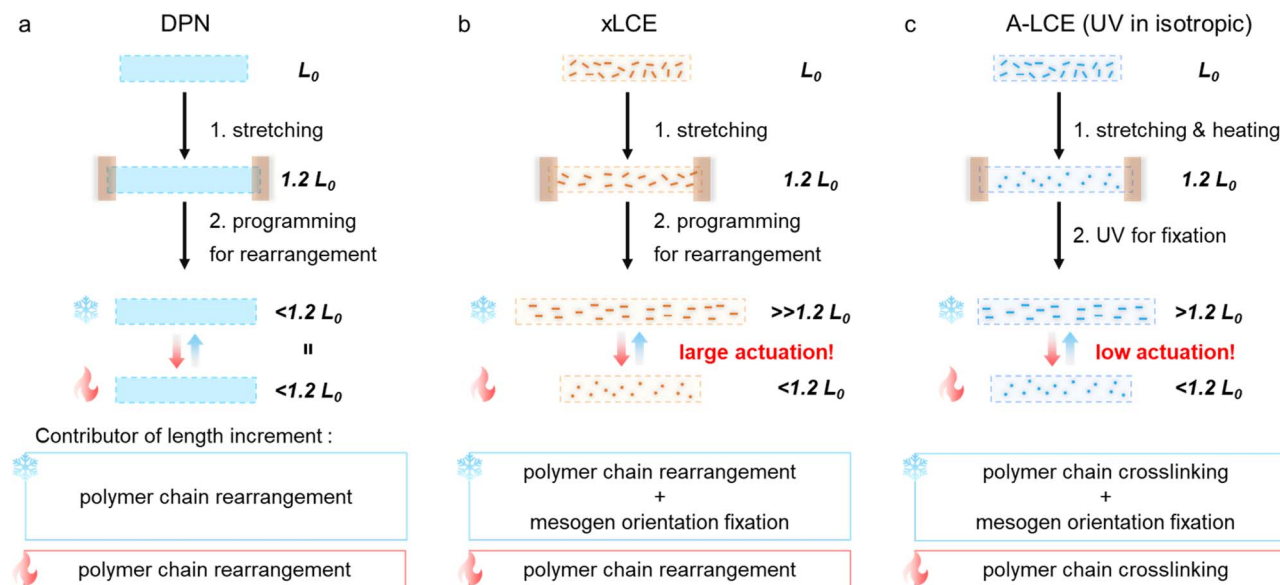 a DPN
L0
1. stretching
1.2 L0
2. programming
for rearrangement
<1.2 L0
=
<1.2 L0
Contributor of length increment :
polymer chain rearrangement
polymer chain rearrangement
b xLCE
L0
1. stretching
1.2 L0
2. programming
for rearrangement
>>1.2 L0
large actuation!
<1.2 L0
polymer chain rearrangement
+
mesogen orientation fixation
polymer chain rearrangement
c A-LCE (UV in isotropic)
L0
1. stretching & heating
1.2 L0
2. UV for fixation
>1.2 L0
low actuation!
<1.2 L0
polymer chain crosslinking
+
mesogen orientation fixation
polymer chain crosslinking